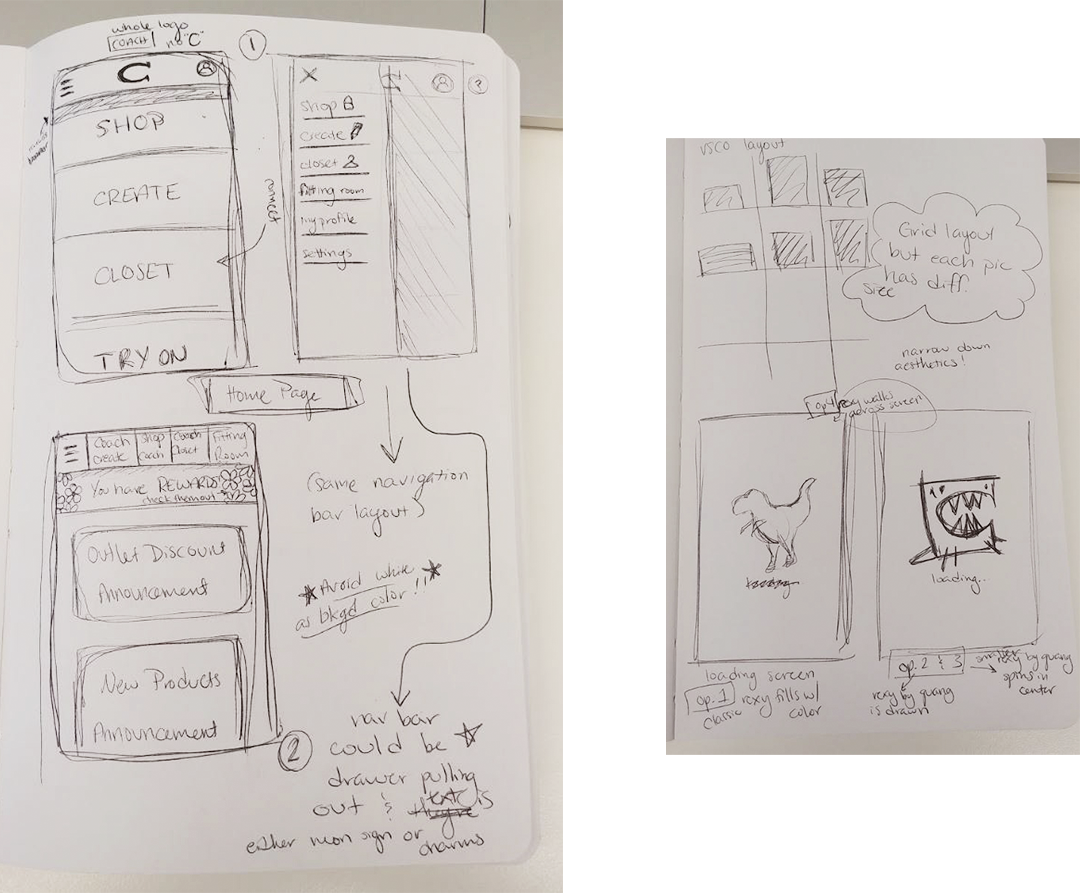 whole logo
COACH no "C"
1
C
SHOP
CREATE
CLOSET
TRY ON
connect
X
C
?
Shop
Create
closet
fitting room
my profile
settings
Home Page
Coach Create
Shop Coach
Coach Closet
Fitting Room
You have REWARDS!
check them out
Outlet Discount
Announcement
New Products
Announcement
2
(same navigation
bar layout)
Avoid white
as bkgd color!!
nav bar
could be
drawer pulling
out & text is
either neon sign or
charms
VSCO layout
Grid layout
but each pic
has diff.
size
narrow down
aesthetics!
op. 4 rexy walks
across screen
loading..
loading screen
op. 1 rexy fills w/
classic color
op. 2 & 3
rexy by quang
is drawn
smaller rexy by quang
spins in
center